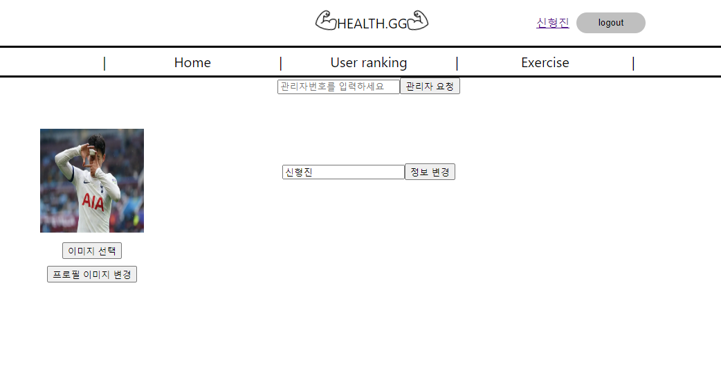 HEALTH.GG
신형진 logout
| Home | User ranking | Exercise |
관리자번호를 입력하세요 관리자 요청
AIA
신형진 정보 변경
이미지 선택
프로필 이미지 변경